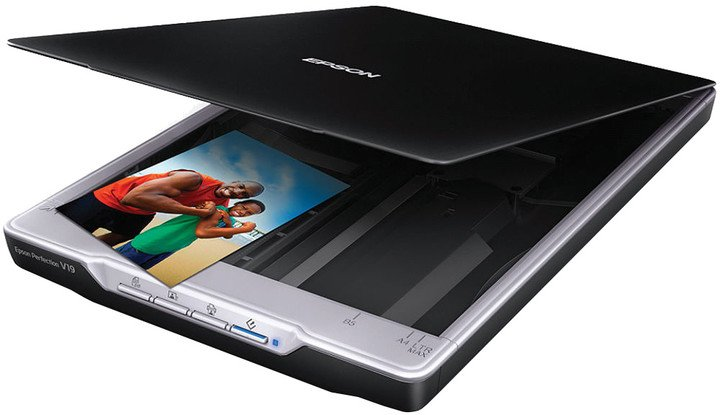 EPSON
Epson Perfection V19
B5
A4 LTR
MAX